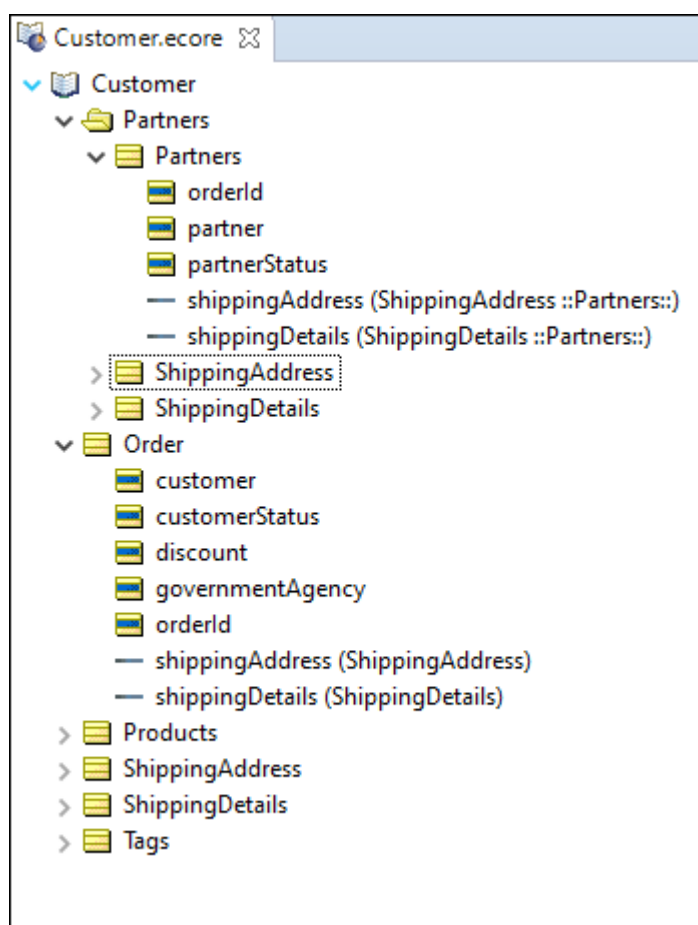 Customer.ecore
Customer
Partners
Partners
orderId
partner
partnerStatus
shippingAddress (ShippingAddress ::Partners::)
shippingDetails (ShippingDetails ::Partners::)
ShippingAddress
ShippingDetails
Order
customer
customerStatus
discount
governmentAgency
orderId
shippingAddress (ShippingAddress)
shippingDetails (ShippingDetails)
Products
ShippingAddress
ShippingDetails
Tags